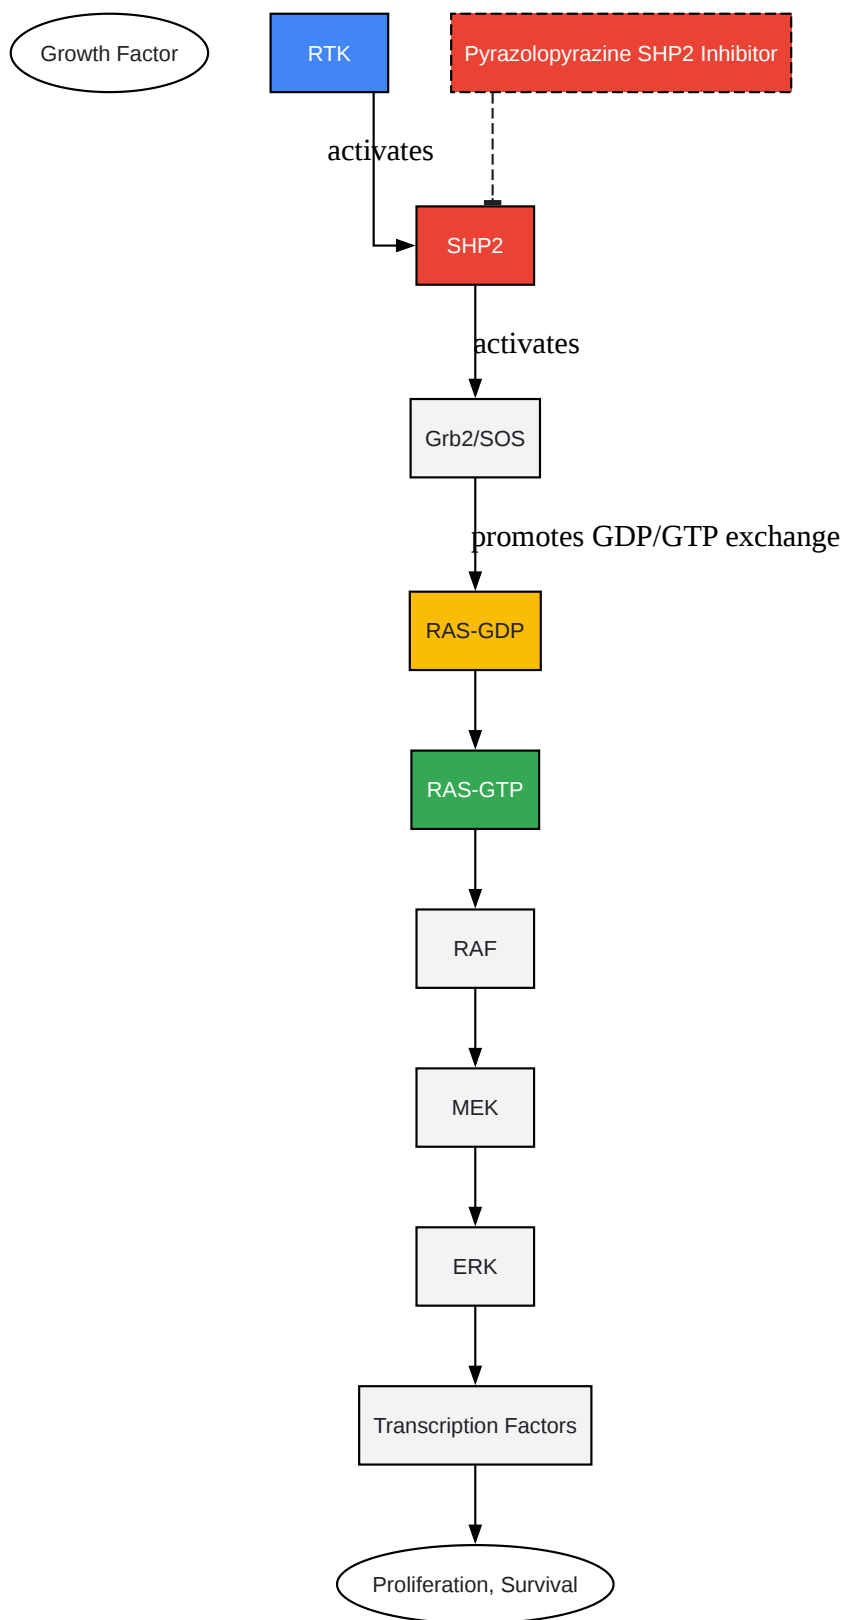 Growth Factor
RTK
Pyrazolopyrazine SHP2 Inhibitor
activates
SHP2
activates
Grb2/SOS
promotes GDP/GTP exchange
RAS-GDP
RAS-GTP
RAF
MEK
ERK
Transcription Factors
Proliferation, Survival